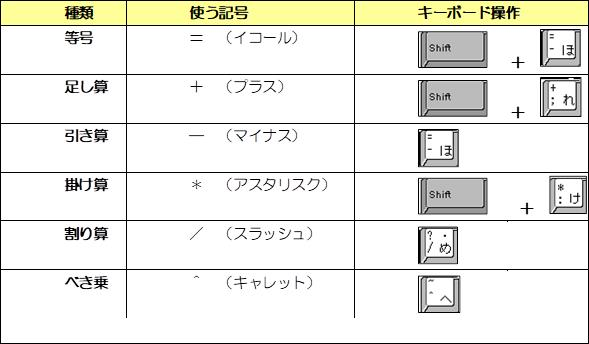 種類 使う記号 キーボード操作
等号 ＝ （イコール） Shift + = - ほ
足し算 ＋ （プラス） Shift + + ; れ
引き算 － （マイナス） = - ほ
掛け算 ＊ （アスタリスク） Shift + * : け
割り算 ／ （スラッシュ） ? ・ / め
べき乗 ＾ （キャレット） ~ ^ へ